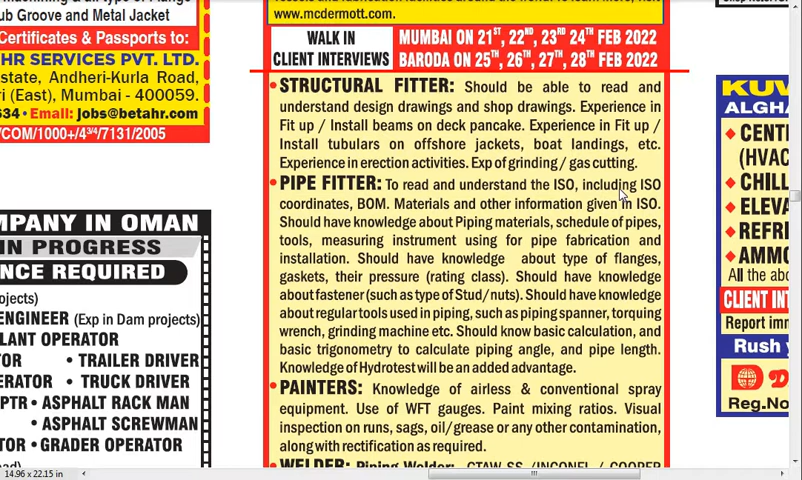 b Groove and Metal Jacket
Certificates & Passports to:
HR SERVICES PVT. LTD.
state, Andheri-Kurla Road,
ri (East), Mumbai - 400059.
634 • Email: jobs@betahr.com
/COM/1000+/4³/⁴/7131/2005
MPANY IN OMAN
IN PROGRESS
NCE REQUIRED
ojects)
ENGINEER (Exp in Dam projects)
LANT OPERATOR
TOR • TRAILER DRIVER
ERATOR • TRUCK DRIVER
PTR • ASPHALT RACK MAN
• ASPHALT SCREWMAN
TOR • GRADER OPERATOR
www.mcdermott.com.
WALK IN
CLIENT INTERVIEWS
MUMBAI ON 21ST, 22ND, 23RD 24TH FEB 2022
BARODA ON 25TH, 26TH, 27TH, 28TH FEB 2022
• STRUCTURAL FITTER: Should be able to read and
understand design drawings and shop drawings. Experience in
Fit up / Install beams on deck pancake. Experience in Fit up /
Install tubulars on offshore jackets, boat landings, etc.
Experience in erection activities. Exp of grinding / gas cutting.
• PIPE FITTER: To read and understand the ISO, including ISO
coordinates, BOM. Materials and other information given in ISO.
Should have knowledge about Piping materials, schedule of pipes,
tools, measuring instrument using for pipe fabrication and
installation. Should have knowledge about type of flanges,
gaskets, their pressure (rating class). Should have knowledge
about fastener (such as type of Stud/nuts). Should have knowledge
about regular tools used in piping, such as piping spanner, torquing
wrench, grinding machine etc. Should know basic calculation, and
basic trigonometry to calculate piping angle, and pipe length.
Knowledge of Hydrotest will be an added advantage.
• PAINTERS: Knowledge of airless & conventional spray
equipment. Use of WFT gauges. Paint mixing ratios. Visual
inspection on runs, sags, oil/grease or any other contamination,
along with rectification as required.
• WELDER: Piping Welder: GTAW SS /INCONEL / COOPER
KUW
ALGHA
◆ CENT
(HVAC
◆ CHILL
◆ ELEVA
◆ REFRI
◆ AMMO
All the abo
CLIENT INTE
Report imm
Rush y
D
Reg.No
14.96 x 22.15 in